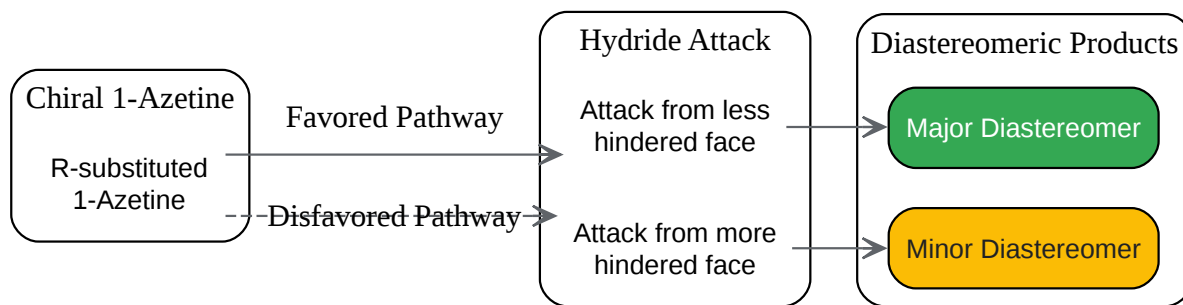 Chiral 1-Azetine
R-substituted
1-Azetine
Favored Pathway
Disfavored Pathway
Hydride Attack
Attack from less
hindered face
Attack from more
hindered face
Diastereomeric Products
Major Diastereomer
Minor Diastereomer